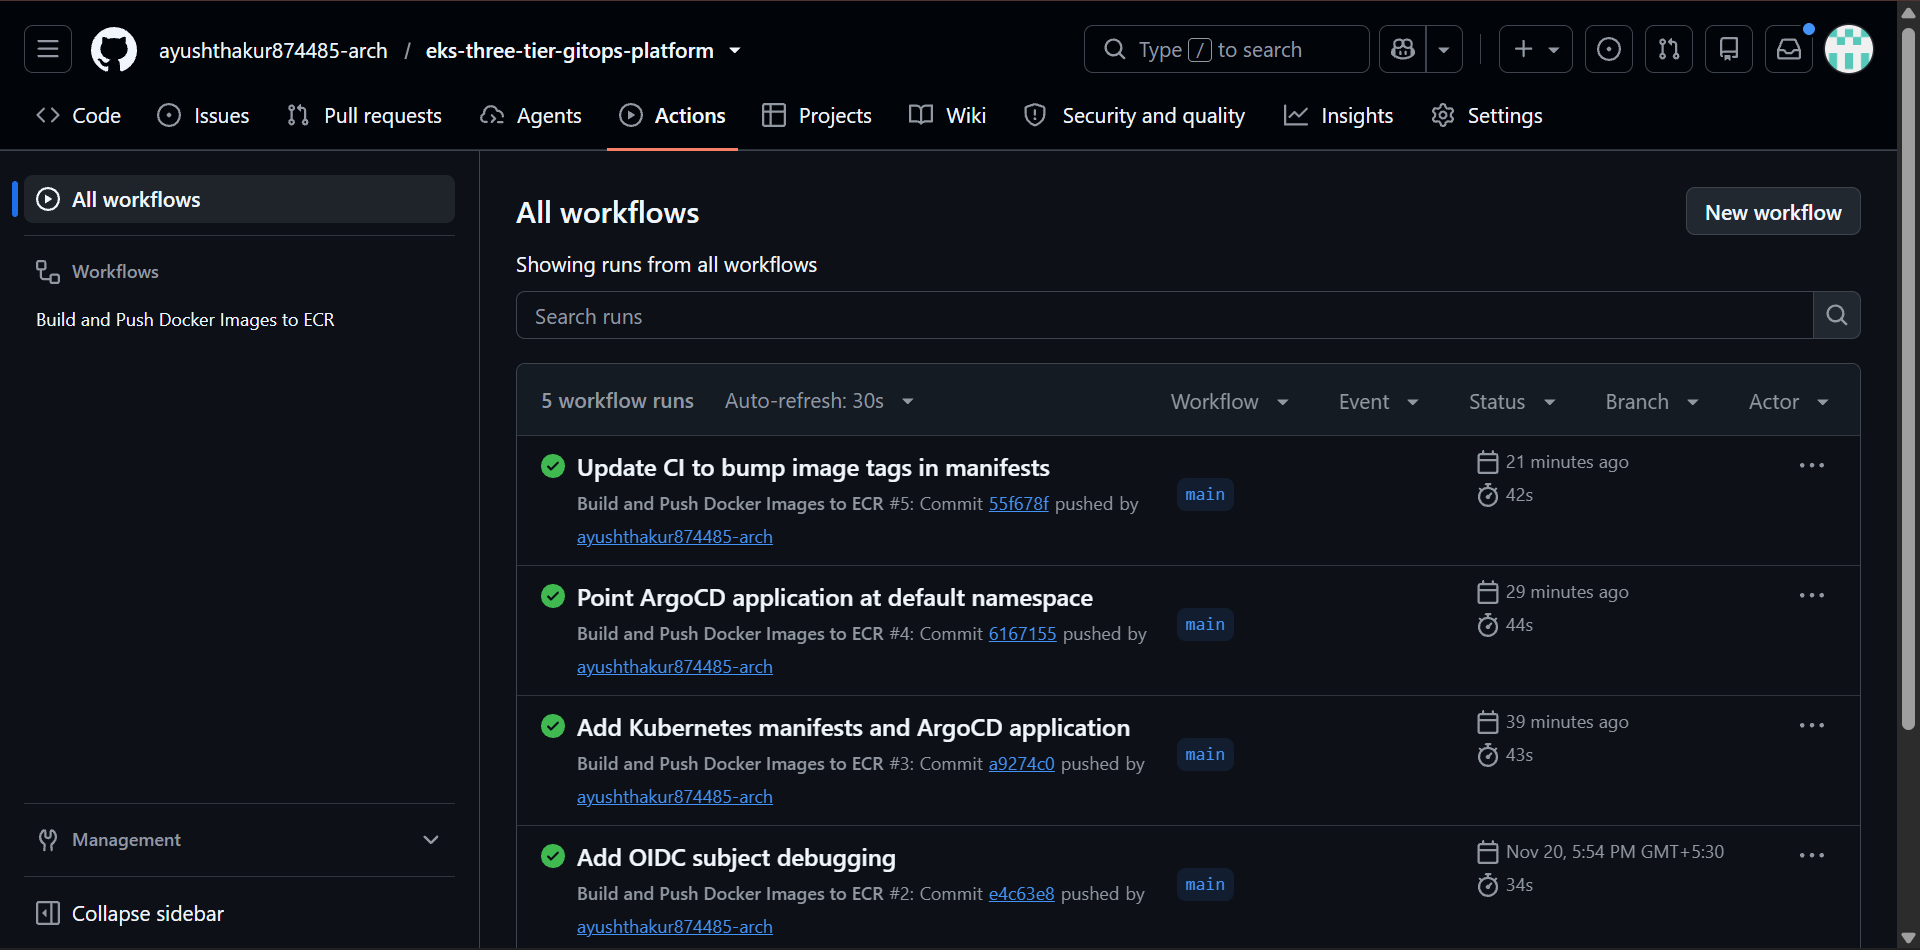 ayushthakur874485-arch / eks-three-tier-gitops-platform
Type / to search
Code
Issues
Pull requests
Agents
Actions
Projects
Wiki
Security and quality
Insights
Settings
All workflows
Workflows
Build and Push Docker Images to ECR
Management
Collapse sidebar
All workflows
New workflow
Showing runs from all workflows
Search runs
5 workflow runs
Auto-refresh: 30s
Workflow
Event
Status
Branch
Actor
Update CI to bump image tags in manifests
Build and Push Docker Images to ECR #5: Commit 55f678f pushed by
ayushthakur874485-arch
main
21 minutes ago
42s
Point ArgoCD application at default namespace
Build and Push Docker Images to ECR #4: Commit 6167155 pushed by
ayushthakur874485-arch
main
29 minutes ago
44s
Add Kubernetes manifests and ArgoCD application
Build and Push Docker Images to ECR #3: Commit a9274c0 pushed by
ayushthakur874485-arch
main
39 minutes ago
43s
Add OIDC subject debugging
Build and Push Docker Images to ECR #2: Commit e4c63e8 pushed by
ayushthakur874485-arch
main
Nov 20, 5:54 PM GMT+5:30
34s